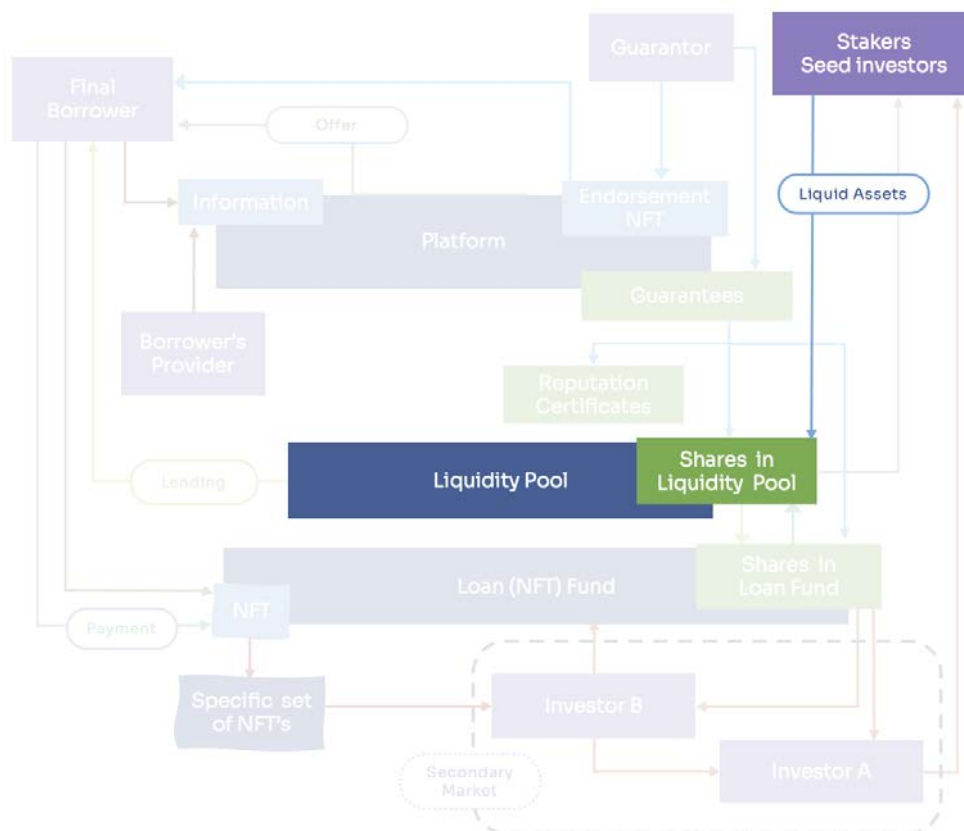 Guarantor
Stakers
Seed investors
Final
Borrower
Offer
Liquid Assets
Information
Endorsement
NFT
Platform
Guarantees
Borrower's
Provider
Reputation
Certificates
Lending
Liquidity Pool
Shares in
Liquidity Pool
Loan (NFT) Fund
Shares in
Loan Fund
NFT
Payment
Specific set
of NFT's
Investor B
Secondary
Market
Investor A